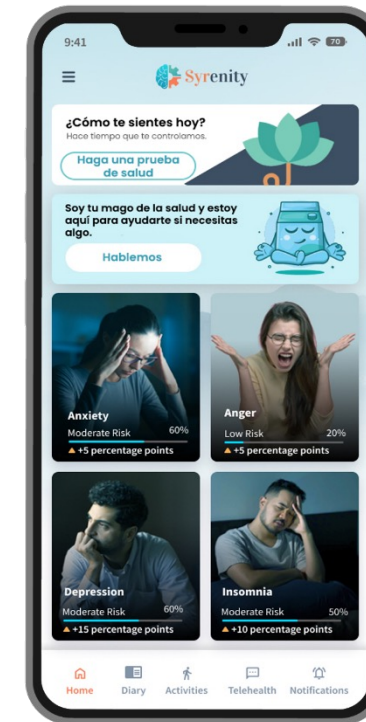 9:41
70
Syrenity
¿Cómo te sientes hoy?
Hace tiempo que te controlamos.
Haga una prueba
de salud
Soy tu mago de la salud y estoy
aquí para ayudarte si necesitas
algo.
Hablemos
Anxiety
Moderate Risk 60%
+5 percentage points
Anger
Low Risk 20%
+5 percentage points
Depression
Moderate Risk 60%
+15 percentage points
Insomnia
Moderate Risk 50%
+10 percentage points
Home Diary Activities Telehealth Notifications